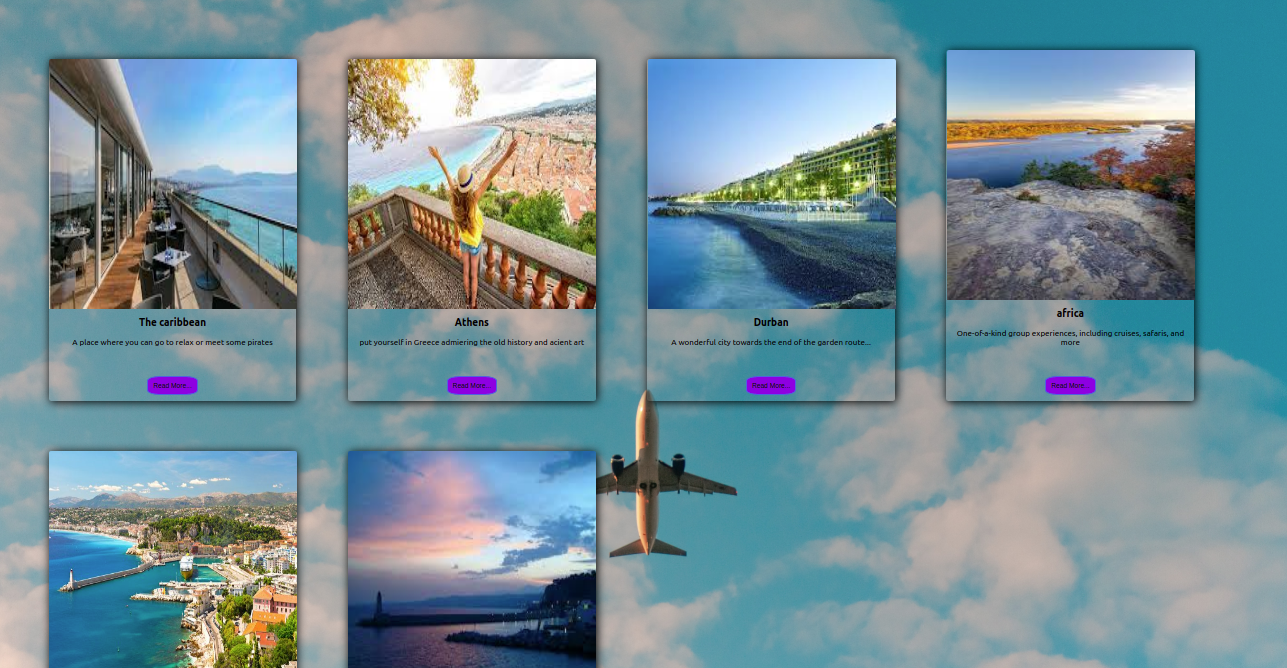 The caribbean
A place where you can go to relax or meet some pirates
Read More...
Athens
put yourself in Greece admiering the old history and acient art
Read More...
Durban
A wonderful city towards the end of the garden route...
Read More...
africa
One-of-a-kind group experiences, including cruises, safaris, and
more
Read More...